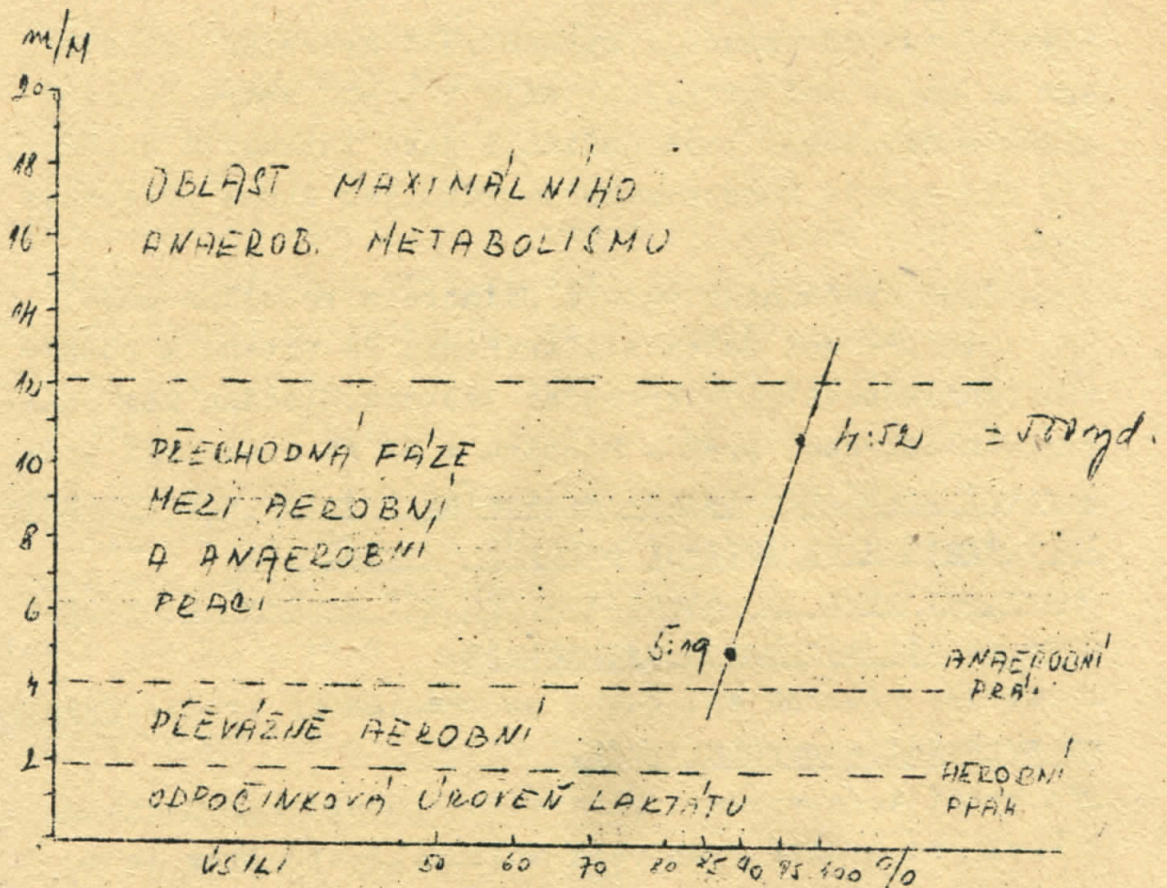 m/M
20
18
OBLAST MAXIMÁLNÍHO
16
ANAEROB. METABOLISMU
14
12
4:52
PŘECHODNÁ FÁZE
10
MEZI AEROBNÍ
8
A ANAEROBNÍ
PRACÍ
6
5:19
ANAEROBNÍ
PRÁ.
4
PŘEVÁŽNĚ AEROBNÍ
2
AEROBNÍ
PRÁH
ODPOČINKOVÁ ÚROVEŇ LAKTÁTU
ÚSILÍ 50 60 70 80 85 90 95 100 %